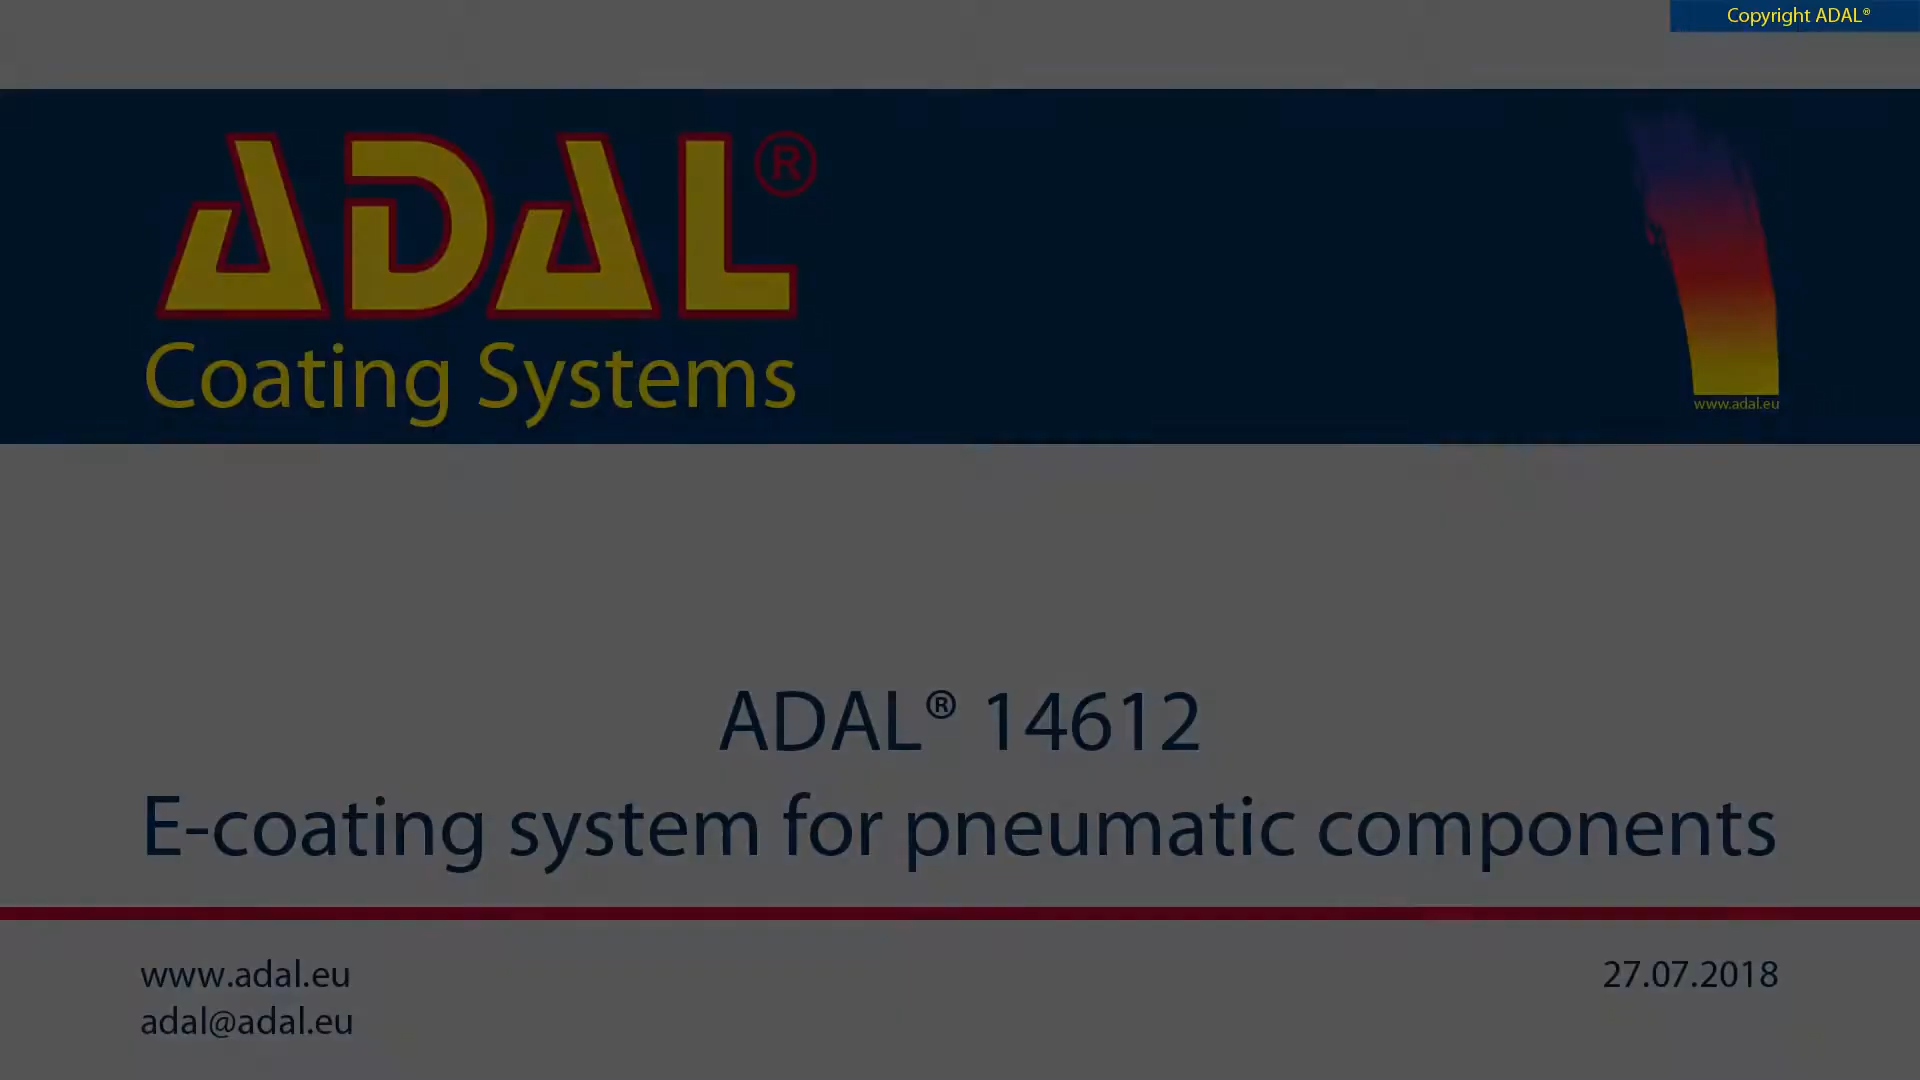 Copyright ADAL®
ADAL®
Coating Systems
www.adal.eu
ADAL® 14612
E-coating system for pneumatic components
www.adal.eu
27.07.2018
adal@adal.eu